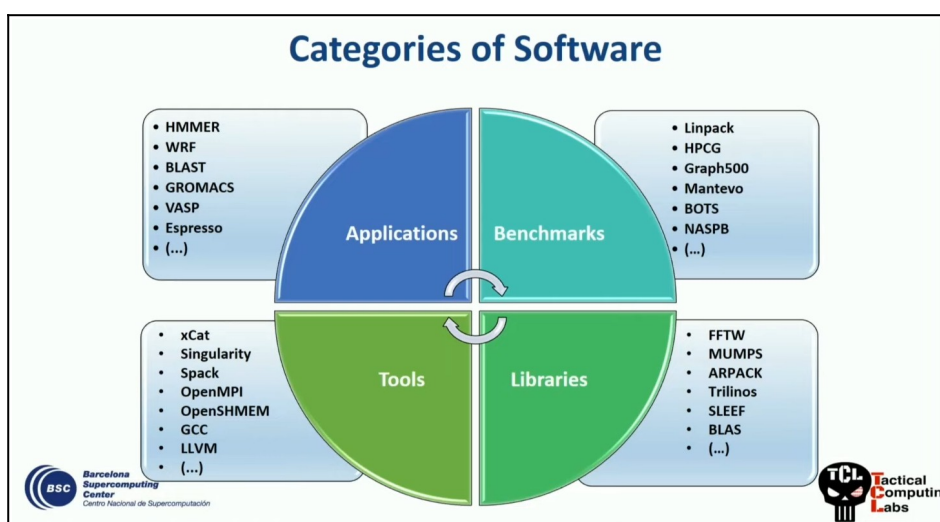 Categories of Software
• HMMER
• WRF
• BLAST
• GROMACS
• VASP
• Espresso
• (...)
Applications
Benchmarks
• Linpack
• HPCG
• Graph500
• Mantevo
• BOTS
• NASPB
• (...)
• xCat
• Singularity
• Spack
• OpenMPI
• OpenSHMEM
• GCC
• LLVM
• (...)
Tools
Libraries
• FFTW
• MUMPS
• ARPACK
• Trilinos
• SLEEF
• BLAS
• (...)
BSC
Barcelona
Supercomputing
Center
Centro Nacional de Supercomputación
TCL
Tactical
Computin
Labs